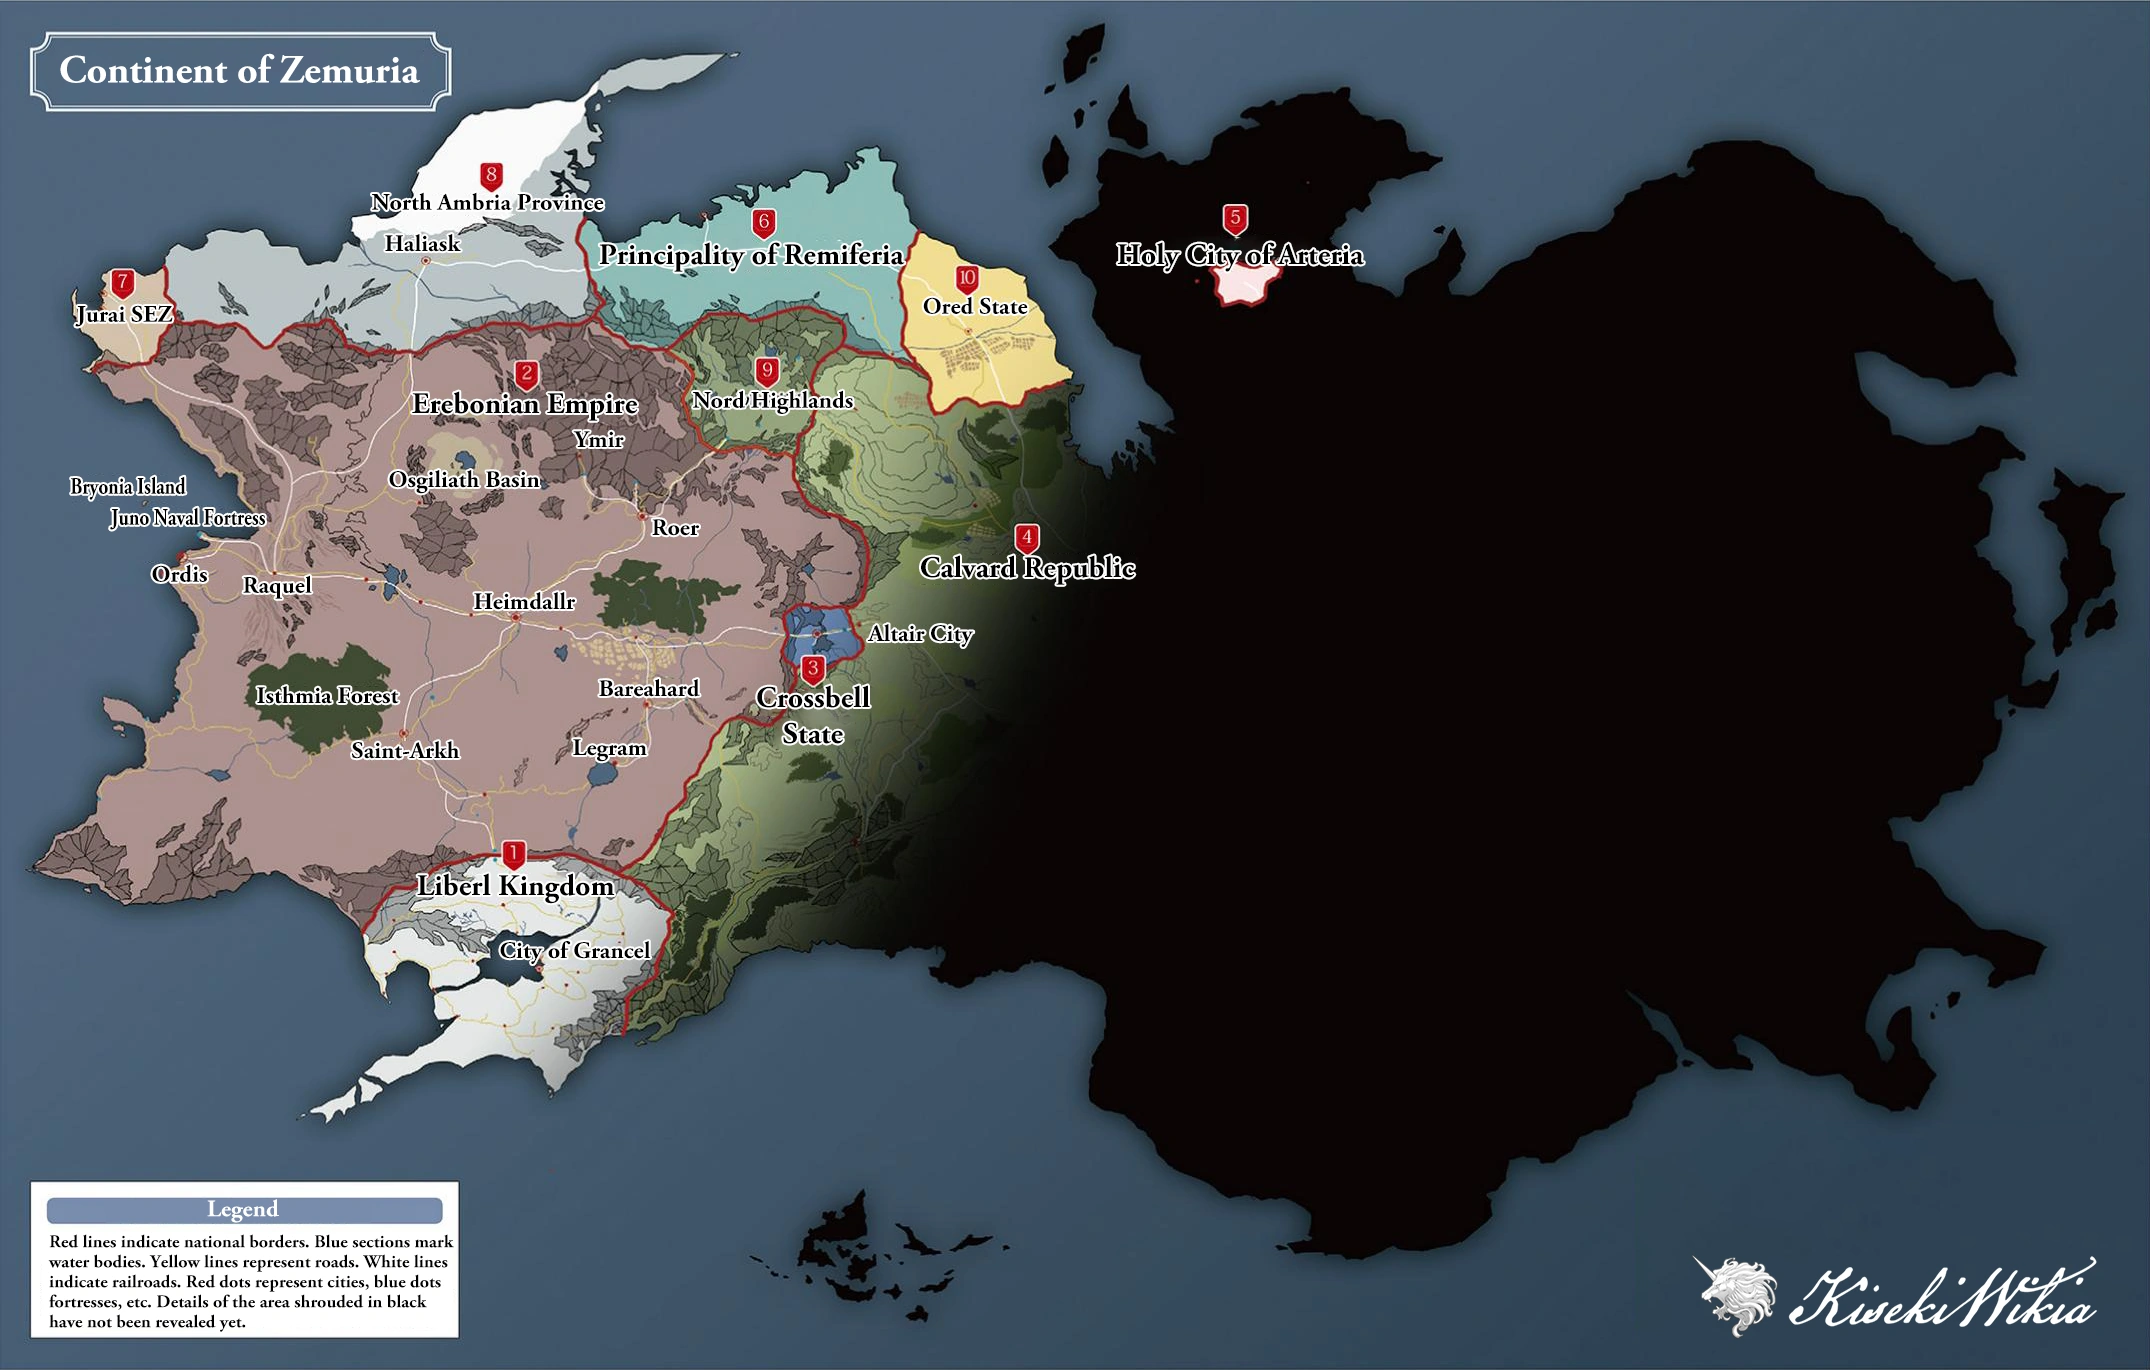 Continent of Zemuria
8
North Ambria Province
Haliask
6
Principality of Remiferia
5
Holy City of Arteria
7
Jurai SEZ
10
Ored State
2
Erebonian Empire
9
Nord Highlands
Ymir
Osgiliath Basin
Bryonia Island
Juno Naval Fortress
Roer
4
Calvard Republic
Ordis
Raquel
Heimdallr
Altair City
3
Crossbell
State
Isthmia Forest
Bareahard
Saint-Arkh
Legram
1
Liberl Kingdom
City of Grancel
Legend
Red lines indicate national borders. Blue sections mark
water bodies. Yellow lines represent roads. White lines
indicate railroads. Red dots represent cities, blue dots
fortresses, etc. Details of the area shrouded in black
have not been revealed yet.
KisekiWikia